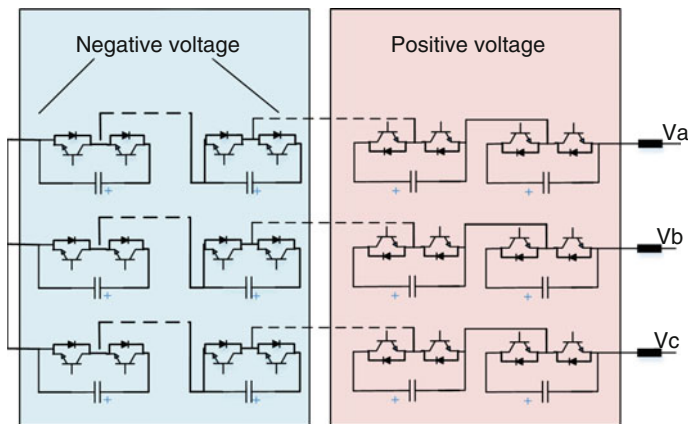 Negative voltage
Positive voltage
Va
+
+
+
+
Vb
+
+
+
+
Vc
+
+
+
+